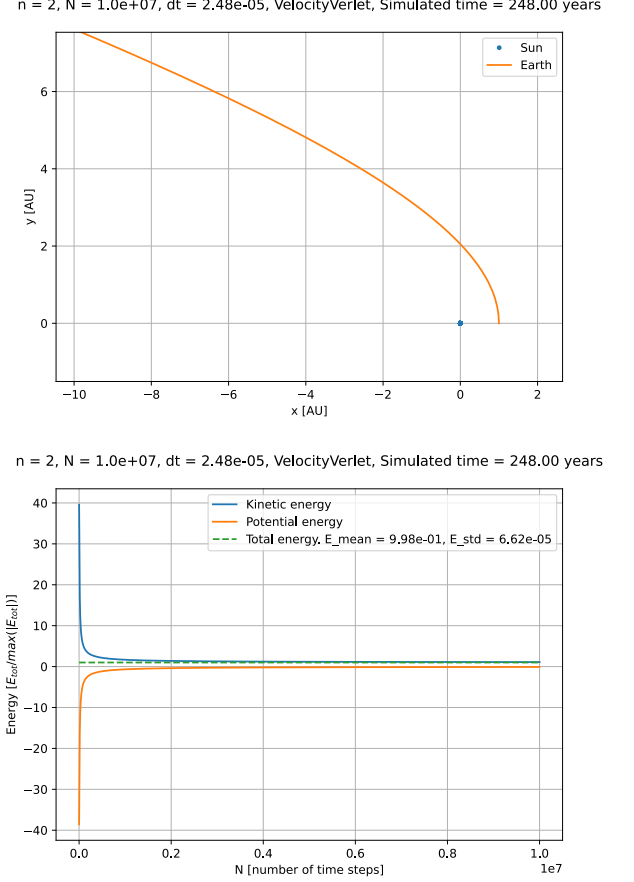 n = 2, N = 1.0e+07, dt = 2.48e-05, VelocityVerlet, Simulated time = 248.00 years
Sun
Earth
6
4
2
0
y [AU]
−10 −8 −6 −4 −2 0 2
x [AU]
n = 2, N = 1.0e+07, dt = 2.48e-05, VelocityVerlet, Simulated time = 248.00 years
Kinetic energy
Potential energy
Total energy. E_mean = 9.98e-01, E_std = 6.62e-05
40
30
20
10
0
−10
−20
−30
−40
Energy [E_tot/max(|E_tot|)]
0.0 0.2 0.4 0.6 0.8 1.0
1e7
N [number of time steps]